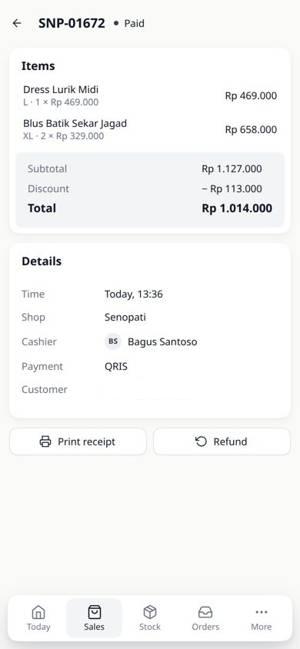 SNP-01672 • Paid
Items
Dress Lurik Midi
L · 1 × Rp 469.000
Rp 469.000
Blus Batik Sekar Jagad
XL · 2 × Rp 329.000
Rp 658.000
Subtotal Rp 1.127.000
Discount − Rp 113.000
Total Rp 1.014.000
Details
Time Today, 13:36
Shop Senopati
Cashier BS Bagus Santoso
Payment QRIS
Customer
Print receipt Refund
Today Sales Stock Orders More